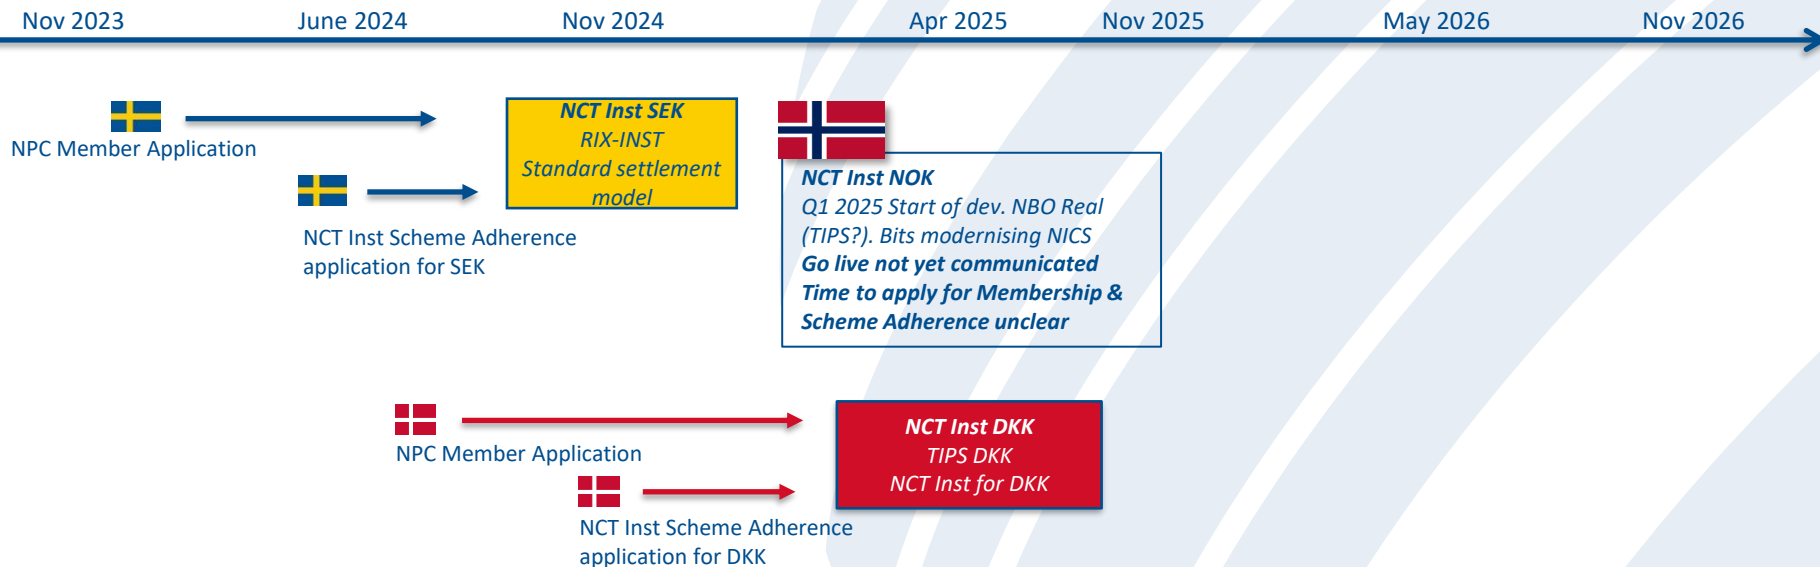 Nov 2023
June 2024
Nov 2024
Apr 2025
Nov 2025
May 2026
Nov 2026
NPC Member Application
NCT Inst Scheme Adherence
application for SEK
NCT Inst SEK
RIX-INST
Standard settlement
model
NCT Inst NOK
Q1 2025 Start of dev. NBO Real
(TIPS?). Bits modernising NICS
Go live not yet communicated
Time to apply for Membership &
Scheme Adherence unclear
NPC Member Application
NCT Inst Scheme Adherence
application for DKK
NCT Inst DKK
TIPS DKK
NCT Inst for DKK